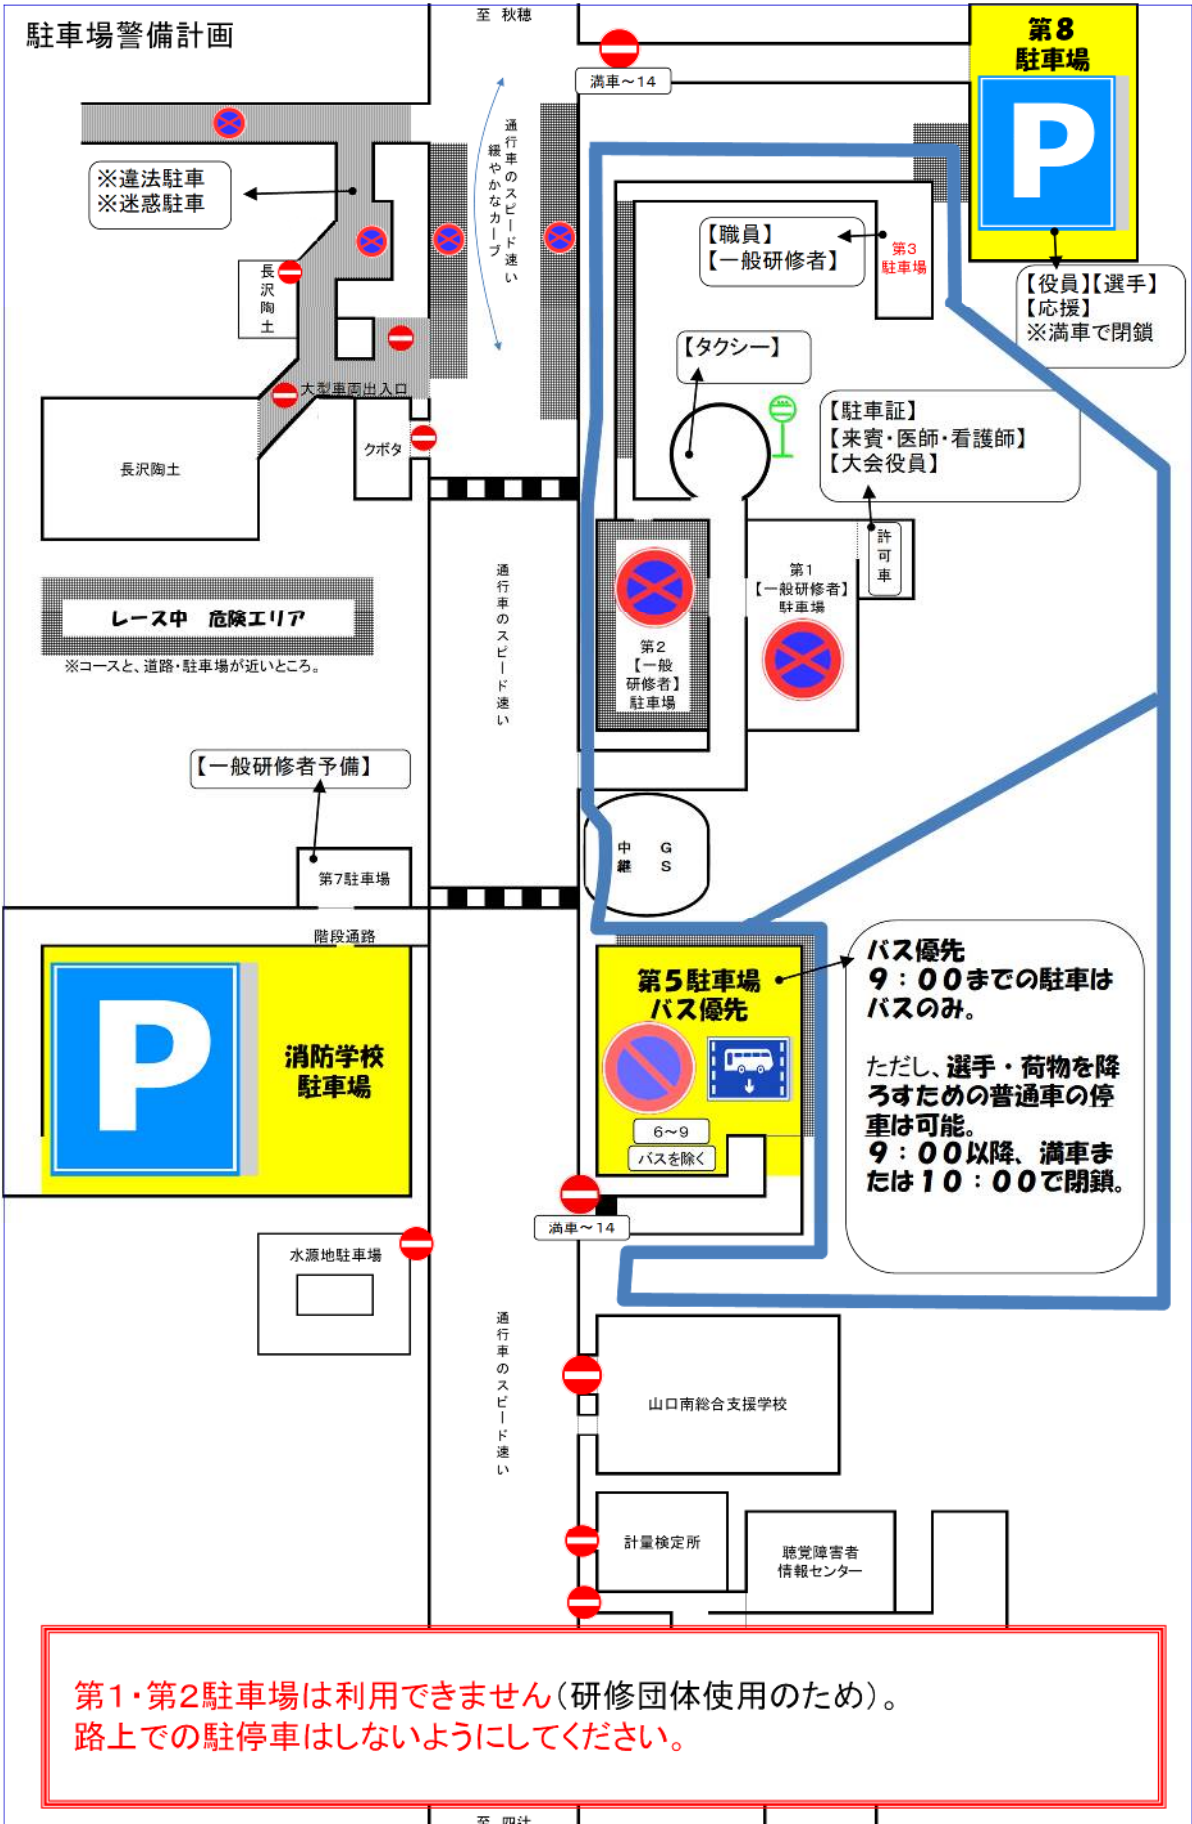 駐車場警備計画
至 秋穂
満車～14
第8
駐車場
P
※違法駐車
※迷惑駐車
通行車のスピード速い
緩やかなカーブ
【職員】
【一般研修者】
第3
駐車場
【役員】【選手】
【応援】
※満車で閉鎖
長沢陶土
【タクシー】
大型車両出入口
クボタ
長沢陶土
【駐車証】
【来賓・医師・看護師】
【大会役員】
許可車
第1
【一般研修者】
駐車場
第2
【一般
研修者】
駐車場
レース中 危険エリア
※コースと、道路・駐車場が近いところ。
通行車のスピード速い
【一般研修者予備】
第7駐車場
中 G
継 S
階段通路
P
消防学校
駐車場
第5駐車場
バス優先
6～9
バスを除く
バス優先
9：00までの駐車は
バスのみ。
ただし、選手・荷物を降
ろすための普通車の停
車は可能。
9：00以降、満車ま
たは10：00で閉鎖。
満車～14
水源地駐車場
通行車のスピード速い
山口南総合支援学校
計量検定所
聴覚障害者
情報センター
第1・第2駐車場は利用できません(研修団体使用のため)。
路上での駐停車はしないようにしてください。
至 四辻